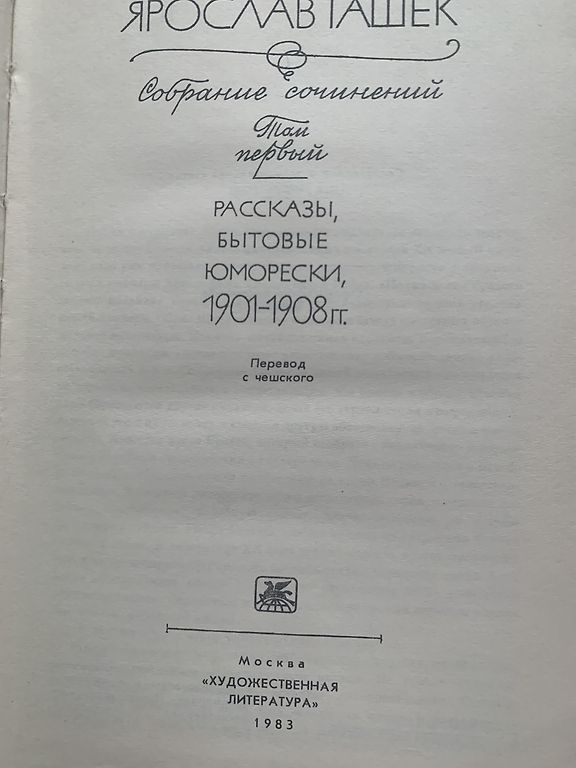 ЯРОСЛАВ ГАШЕК
Собрание сочинений
Том
первый
РАССКАЗЫ,
БЫТОВЫЕ
ЮМОРЕСКИ,
1901-1908 гг.
Перевод
с чешского
Москва
«ХУДОЖЕСТВЕННАЯ
ЛИТЕРАТУРА»
1983